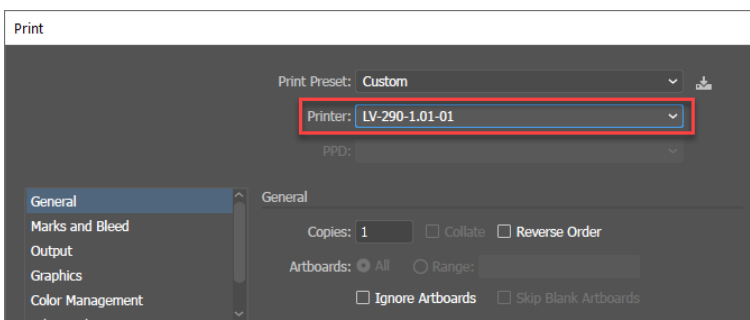 Print
Print Preset: Custom
Printer: LV-290-1.01-01
PPD:
General
Marks and Bleed
Output
Graphics
Color Management
General
Copies: 1 Collate Reverse Order
Artboards: All Range:
Ignore Artboards Skip Blank Artboards